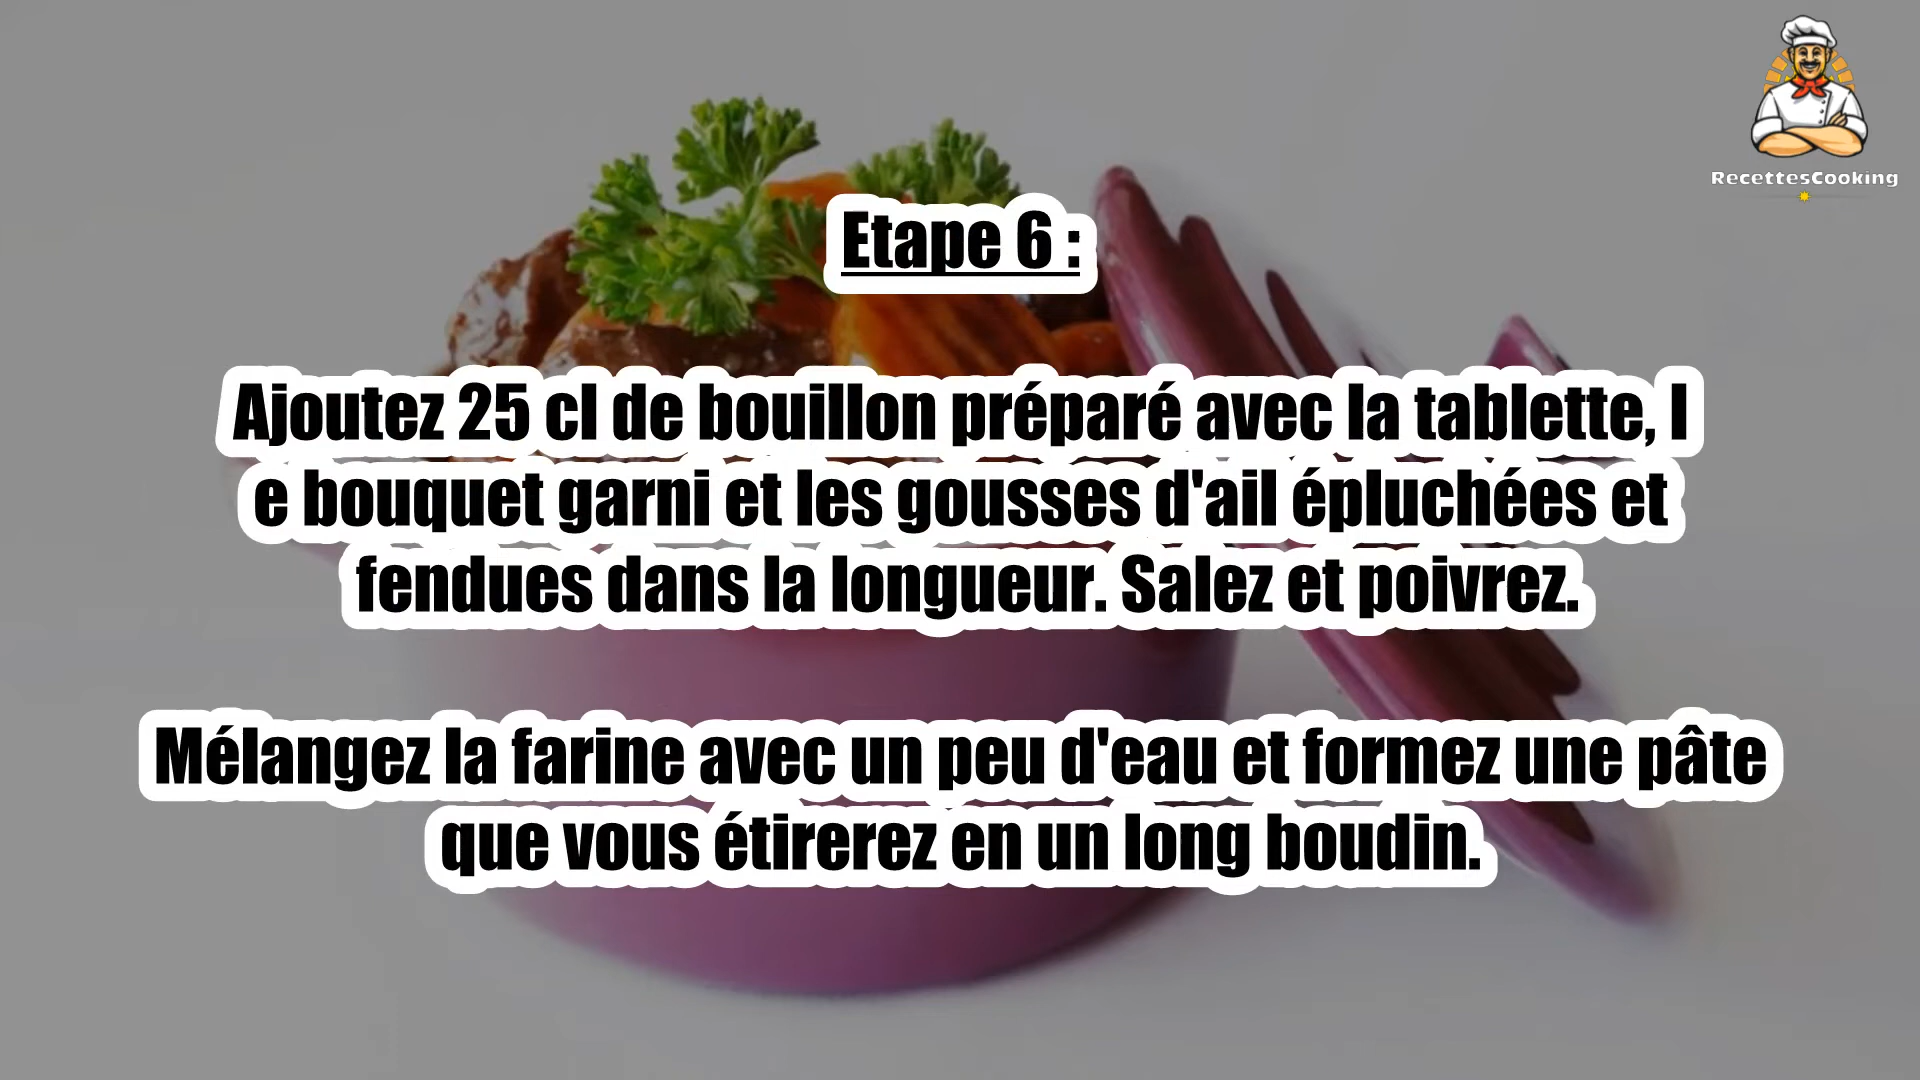 RecettesCooking
Etape 6 :
Ajoutez 25 cl de bouillon préparé avec la tablette, l
e bouquet garni et les gousses d'ail épluchées et
fendues dans la longueur. Salez et poivrez.
Mélangez la farine avec un peu d'eau et formez une pâte
que vous étirerez en un long boudin.